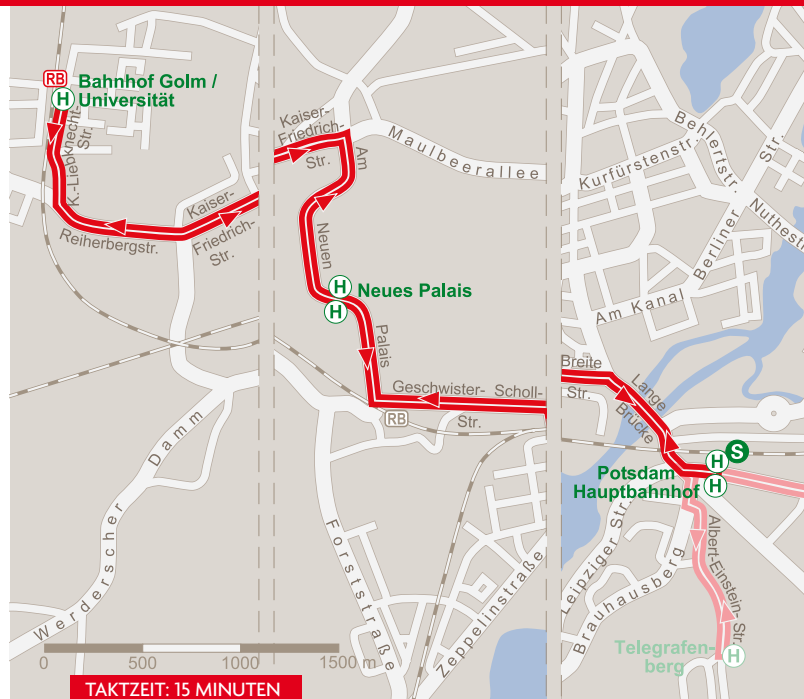 RB
Bahnhof Golm /
Universität
H
K.-Liebknecht-
Str.
Reiherbergstr.
Kaiser-
Friedrich-
Str.
Kaiser-
Friedrich-
Str.
Am
Neuen
Palais
Maulbeerallee
H
H
Neues Palais
Geschwister-
Scholl-
Str.
RB
Behlertstr.
Kurfürstenstr.
Berliner
Str.
Nuthestr
Am Kanal
Breite
Str.
Lange
Brücke
S
H
H
Potsdam
Hauptbahnhof
Leipziger Str.
Brauhausberg
Albert-Einstein-Str.
Telegrafen-
berg
H
Werderscher Damm
Forststraße
Zeppelinstraße
0 500 1000 1500 m
TAKTZEIT: 15 MINUTEN